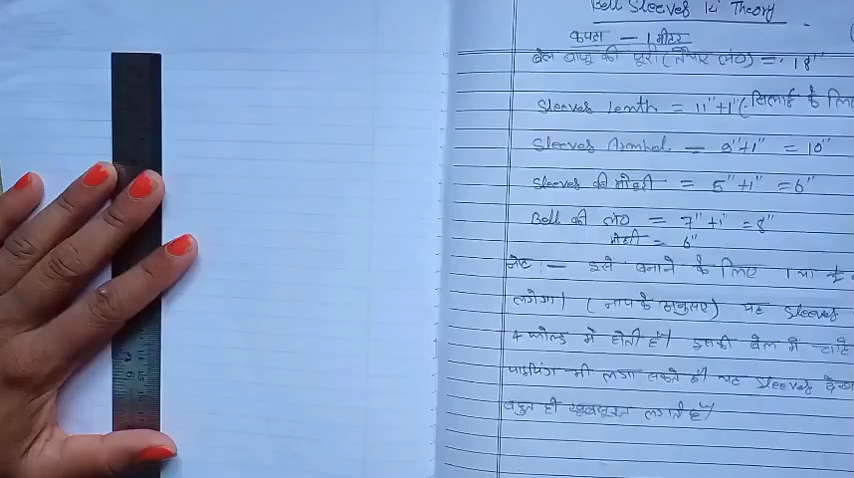 Bell Sleeves ki Theory
कपड़ा — 1 मीटर
बेल बाजू की पूरी (तैयार लंo) = 18"
Sleeves Lenth = 11"+1" (सिलाई के लि
Sleeves Armhol — 9"+1" = 10"
Sleeves की मोहरी = 5"+1" = 6"
Bell की लंo = 7"+1" = 8"
मोहरी = 6"
नोट :— इसे बनाने के लिए 1 या
लगेगा। (नाप के अनुसार) यह Sleeves
4 फोल्ड में होती है। इसकी बेल में चाहे
पाइपिंग भी लगा सकते हैं। यह Sleeves देख
बहुत ही खूबसूरत लगती है।